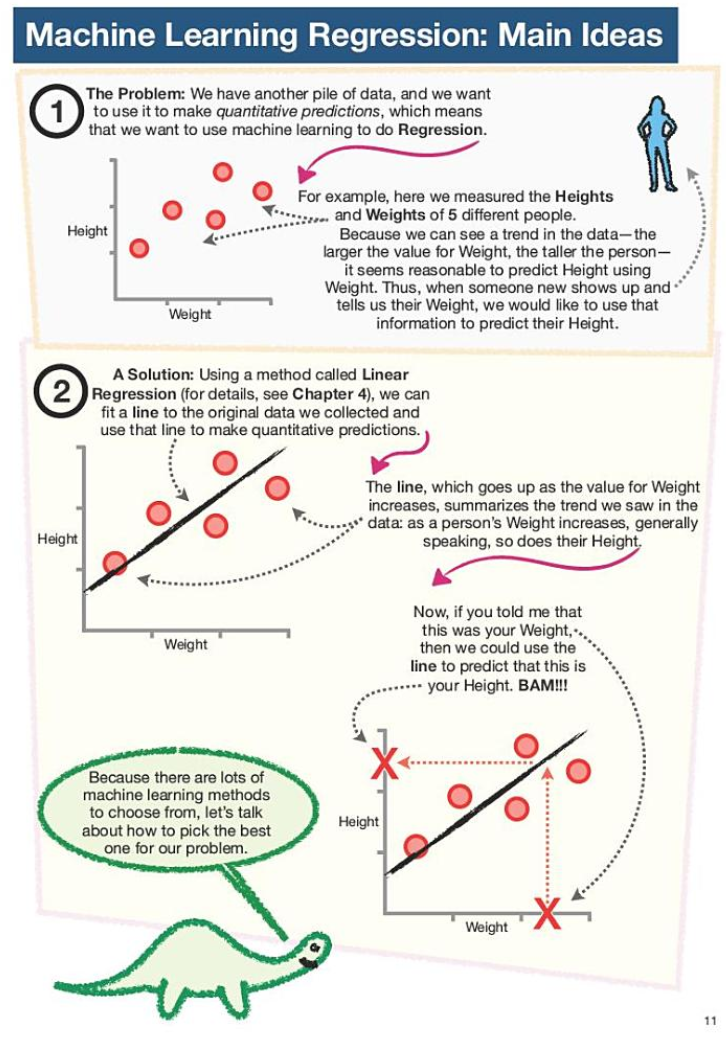 Machine Learning Regression: Main Ideas
1
The Problem: We have another pile of data, and we want
to use it to make quantitative predictions, which means
that we want to use machine learning to do Regression.
For example, here we measured the Heights
and Weights of 5 different people.
Because we can see a trend in the data—the
larger the value for Weight, the taller the person—
it seems reasonable to predict Height using
Weight. Thus, when someone new shows up and
tells us their Weight, we would like to use that
information to predict their Height.
Height
Weight
2
A Solution: Using a method called Linear
Regression (for details, see Chapter 4), we can
fit a line to the original data we collected and
use that line to make quantitative predictions.
Height
Weight
The line, which goes up as the value for Weight
increases, summarizes the trend we saw in the
data: as a person's Weight increases, generally
speaking, so does their Height.
Now, if you told me that
this was your Weight,
then we could use the
line to predict that this is
your Height. BAM!!!
X
Height
Weight
X
Because there are lots of
machine learning methods
to choose from, let's talk
about how to pick the best
one for our problem.
11